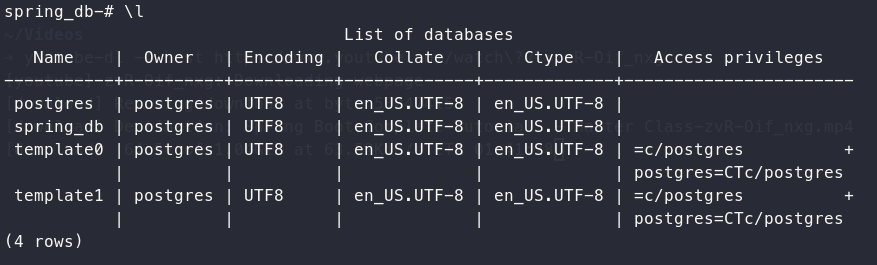 spring_db-# \l
List of databases
Name | Owner | Encoding | Collate | Ctype | Access privileges
-----------+----------+----------+-------------+-------------+-----------------------
postgres | postgres | UTF8 | en_US.UTF-8 | en_US.UTF-8 |
spring_db | postgres | UTF8 | en_US.UTF-8 | en_US.UTF-8 |
template0 | postgres | UTF8 | en_US.UTF-8 | en_US.UTF-8 | =c/postgres +
| | | | | postgres=CTc/postgres
template1 | postgres | UTF8 | en_US.UTF-8 | en_US.UTF-8 | =c/postgres +
| | | | | postgres=CTc/postgres
(4 rows)
~/Videos